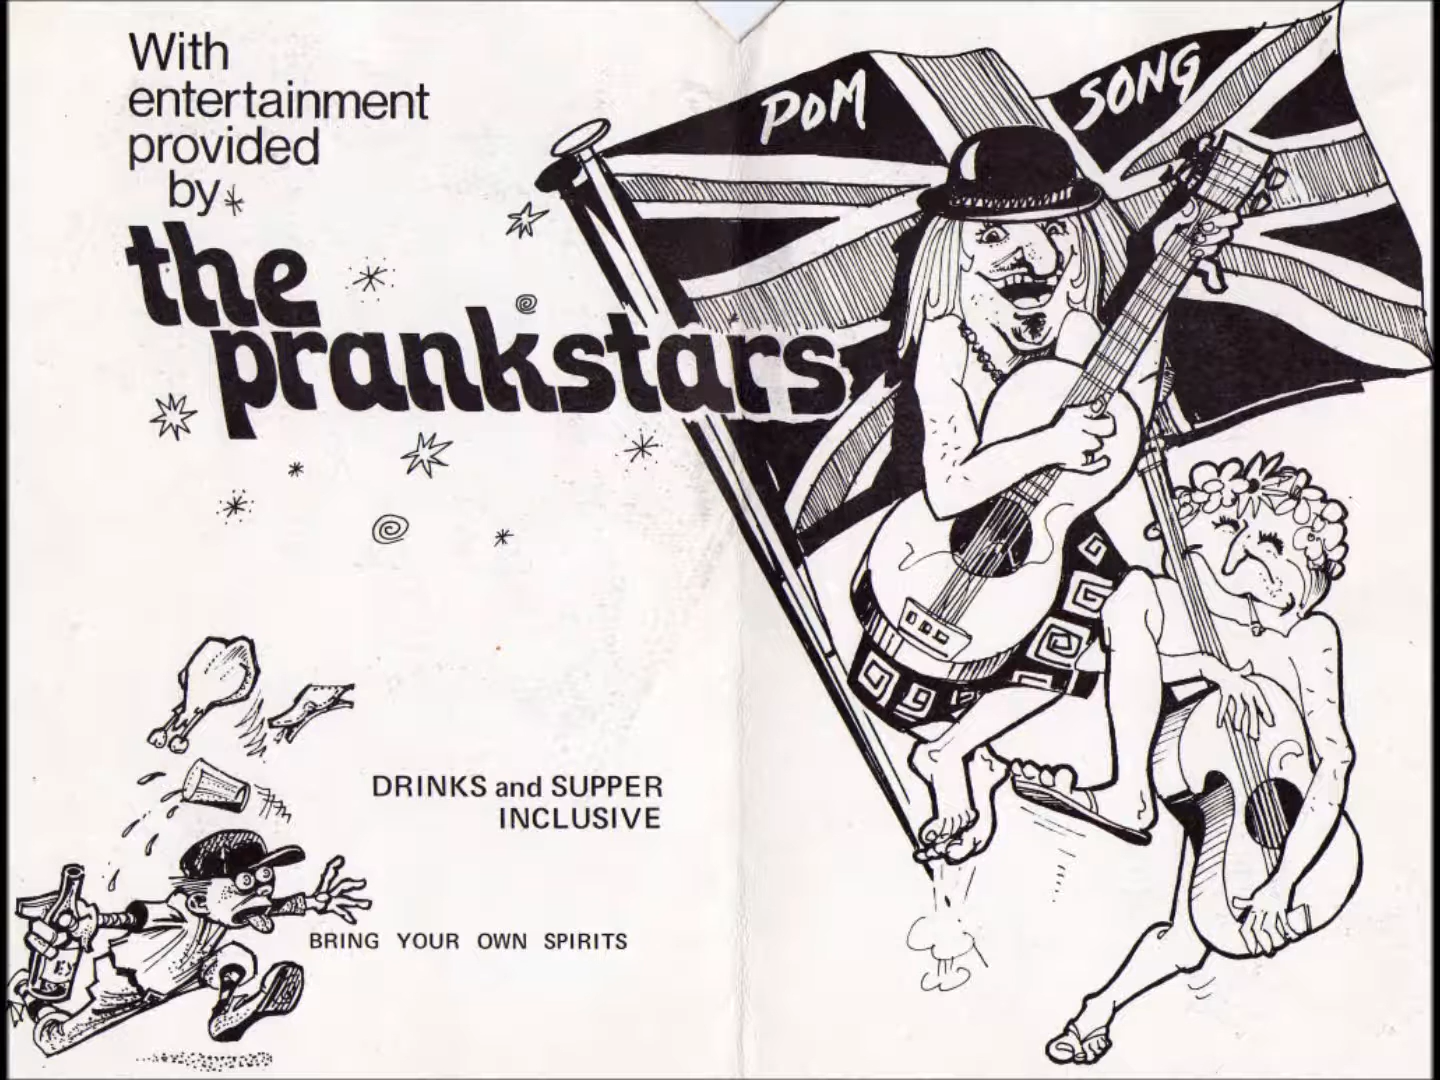 With
entertainment
provided
by
the
prankstars
POM SONG
DRINKS and SUPPER
INCLUSIVE
BRING YOUR OWN SPIRITS